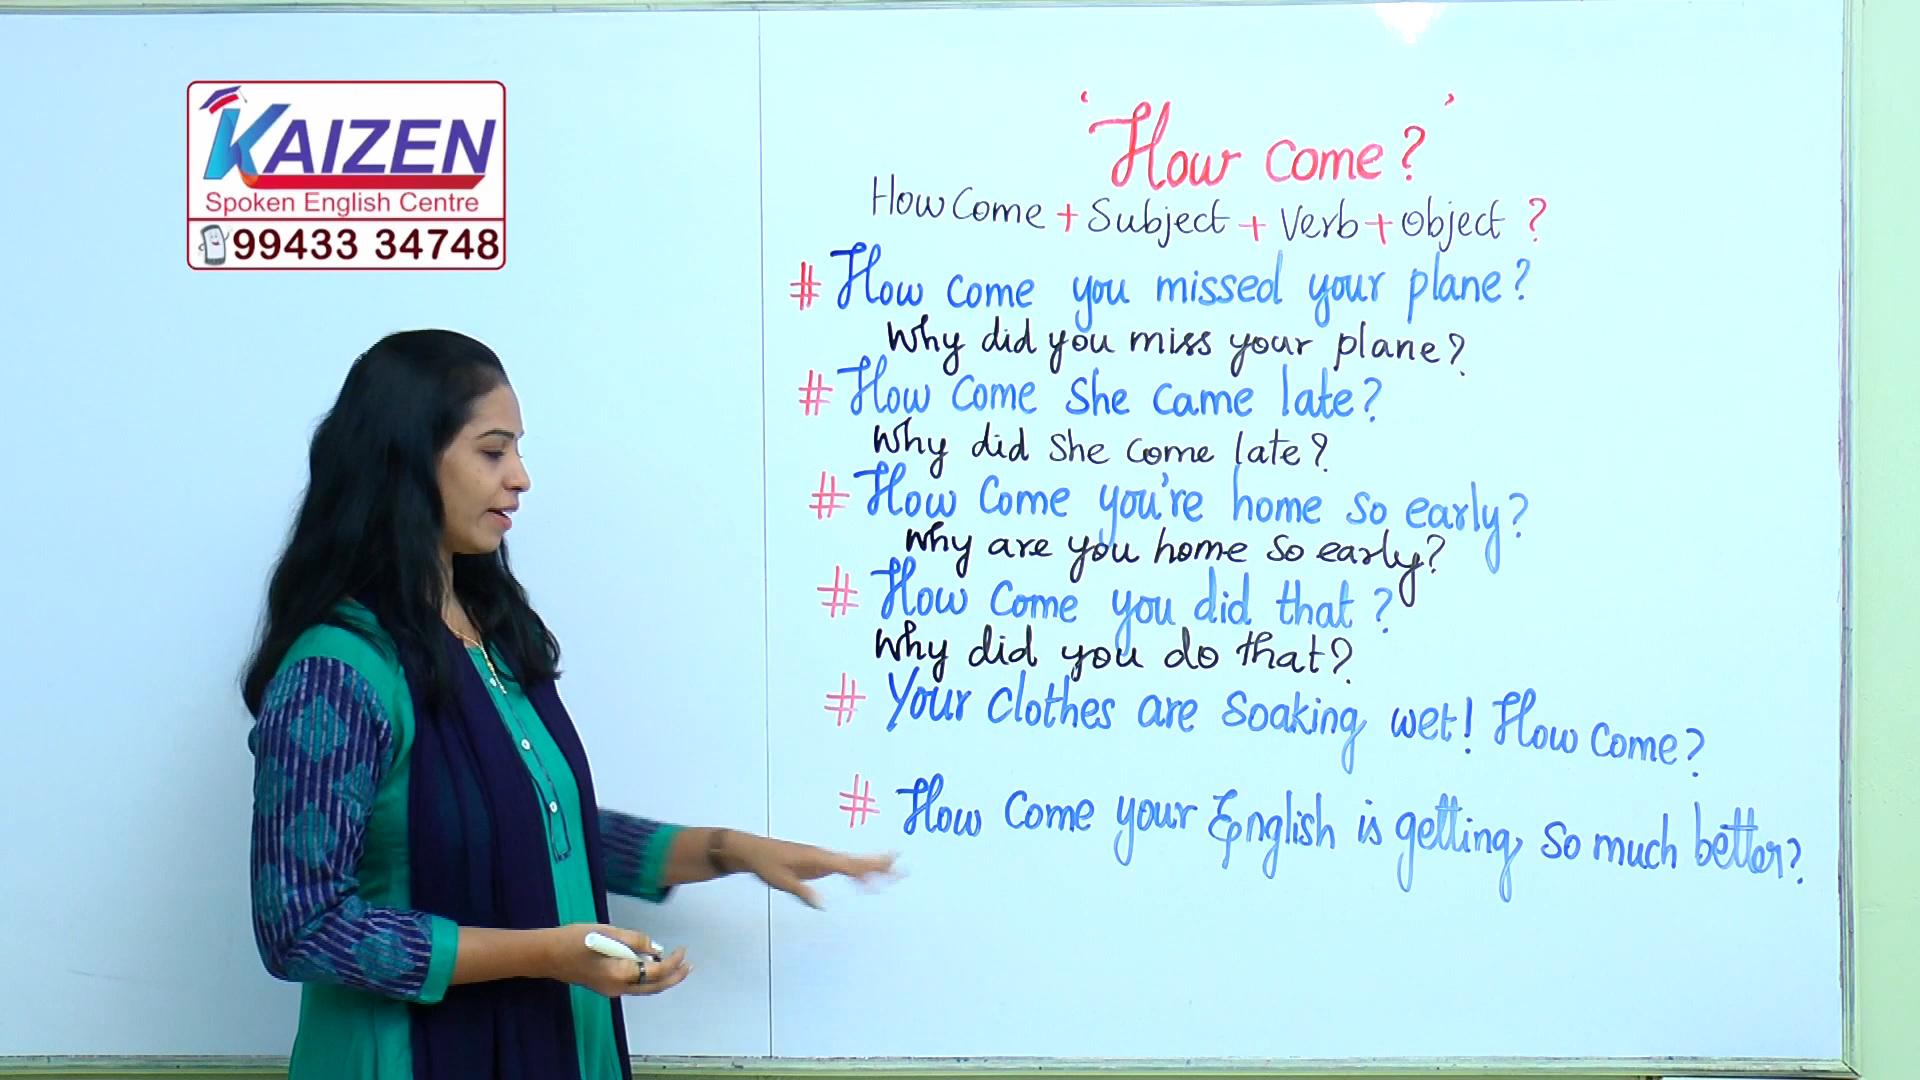 KAIZEN
Spoken English Centre
99433 34748
'How come?'
How Come + Subject + Verb + Object ?
# How come you missed your plane?
Why did you miss your plane?
# How come she came late?
Why did she come late?
# How come you're home so early?
Why are you home so early?
# How come you did that?
Why did you do that?
# Your clothes are soaking wet! How come?
# How come your English is getting so much better?